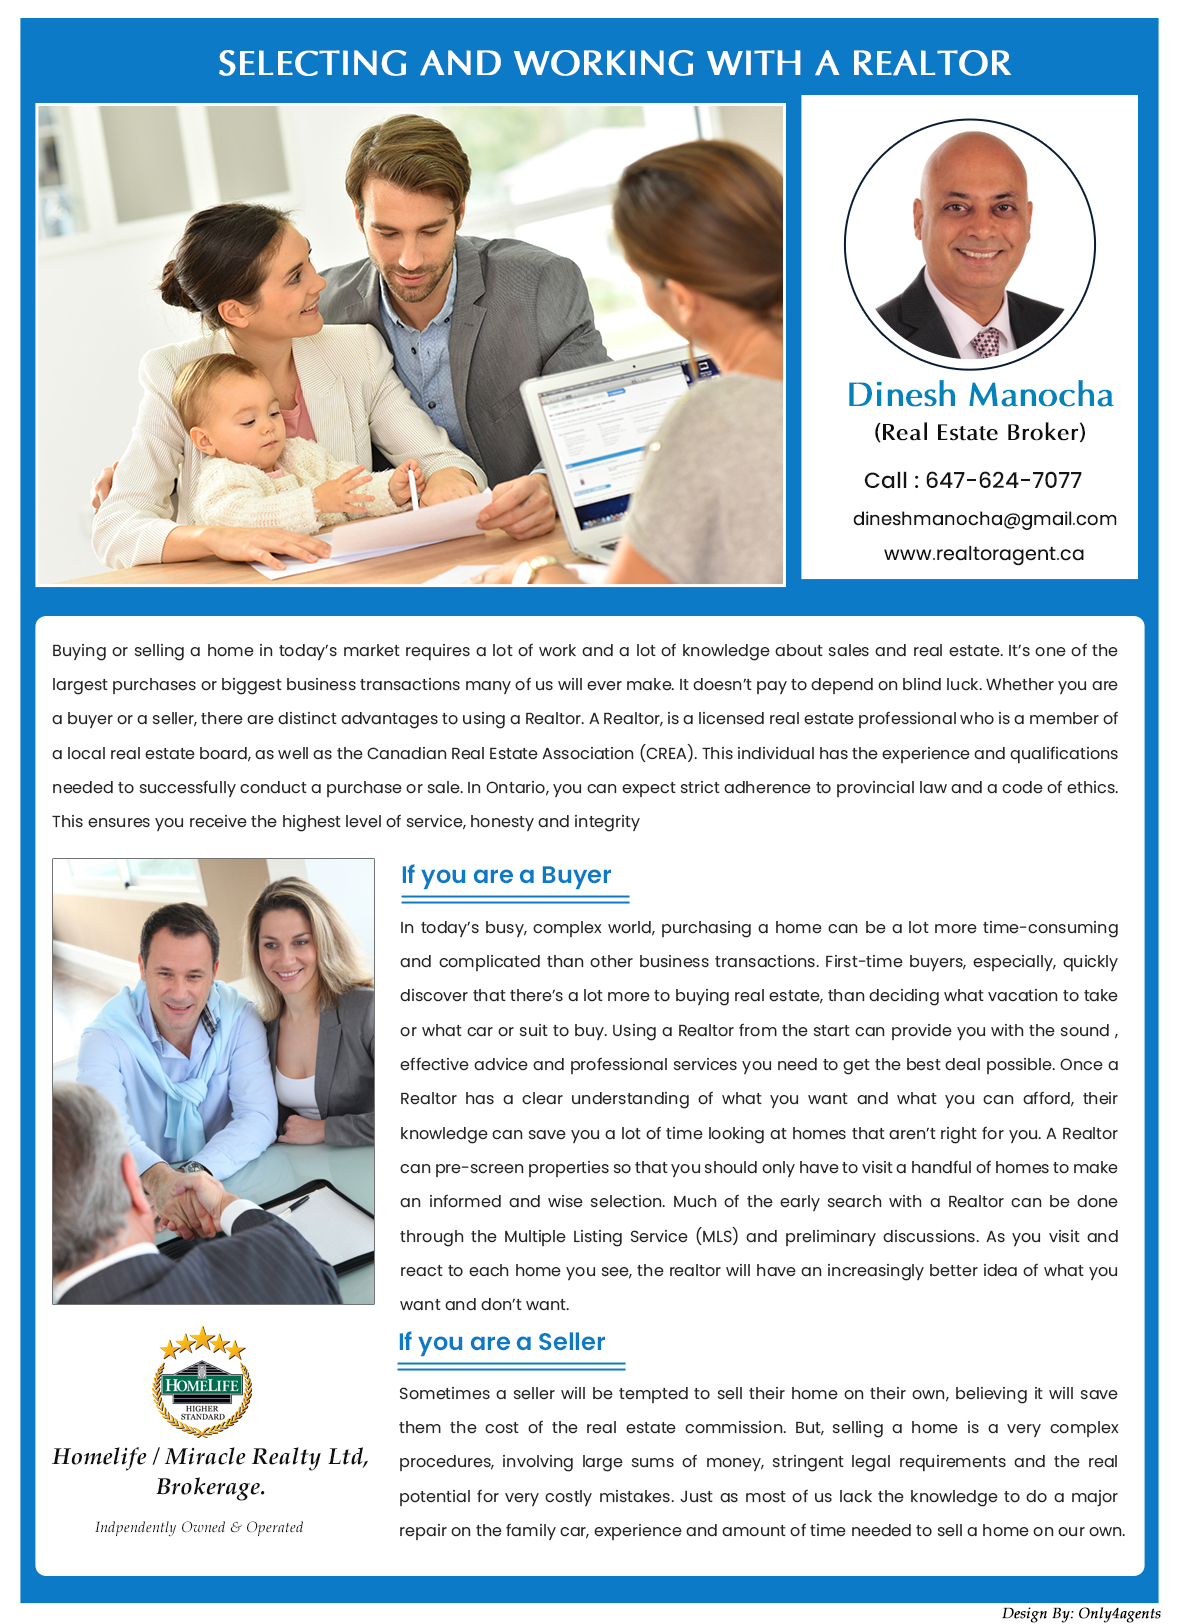 SELECTING AND WORKING WITH A REALTOR
Dinesh Manocha
(Real Estate Broker)
Call : 647-624-7077
dineshmanocha@gmail.com
www.realtoragent.ca
Buying or selling a home in today’s market requires a lot of work and a lot of knowledge about sales and real estate. It’s one of the
largest purchases or biggest business transactions many of us will ever make. It doesn’t pay to depend on blind luck. Whether you are
a buyer or a seller, there are distinct advantages to using a Realtor. A Realtor, is a licensed real estate professional who is a member of
a local real estate board, as well as the Canadian Real Estate Association (CREA). This individual has the experience and qualifications
needed to successfully conduct a purchase or sale. In Ontario, you can expect strict adherence to provincial law and a code of ethics.
This ensures you receive the highest level of service, honesty and integrity
If you are a Buyer
In today’s busy, complex world, purchasing a home can be a lot more time-consuming
and complicated than other business transactions. First-time buyers, especially, quickly
discover that there’s a lot more to buying real estate, than deciding what vacation to take
or what car or suit to buy. Using a Realtor from the start can provide you with the sound ,
effective advice and professional services you need to get the best deal possible. Once a
Realtor has a clear understanding of what you want and what you can afford, their
knowledge can save you a lot of time looking at homes that aren’t right for you. A Realtor
can pre-screen properties so that you should only have to visit a handful of homes to make
an informed and wise selection. Much of the early search with a Realtor can be done
through the Multiple Listing Service (MLS) and preliminary discussions. As you visit and
react to each home you see, the realtor will have an increasingly better idea of what you
want and don’t want.
If you are a Seller
Sometimes a seller will be tempted to sell their home on their own, believing it will save
them the cost of the real estate commission. But, selling a home is a very complex
procedures, involving large sums of money, stringent legal requirements and the real
potential for very costly mistakes. Just as most of us lack the knowledge to do a major
repair on the family car, experience and amount of time needed to sell a home on our own.
HOMELIFE
HIGHER
STANDARD
Homelife / Miracle Realty Ltd,
Brokerage.
Indpendently Owned & Operated
Design By: Only4agents